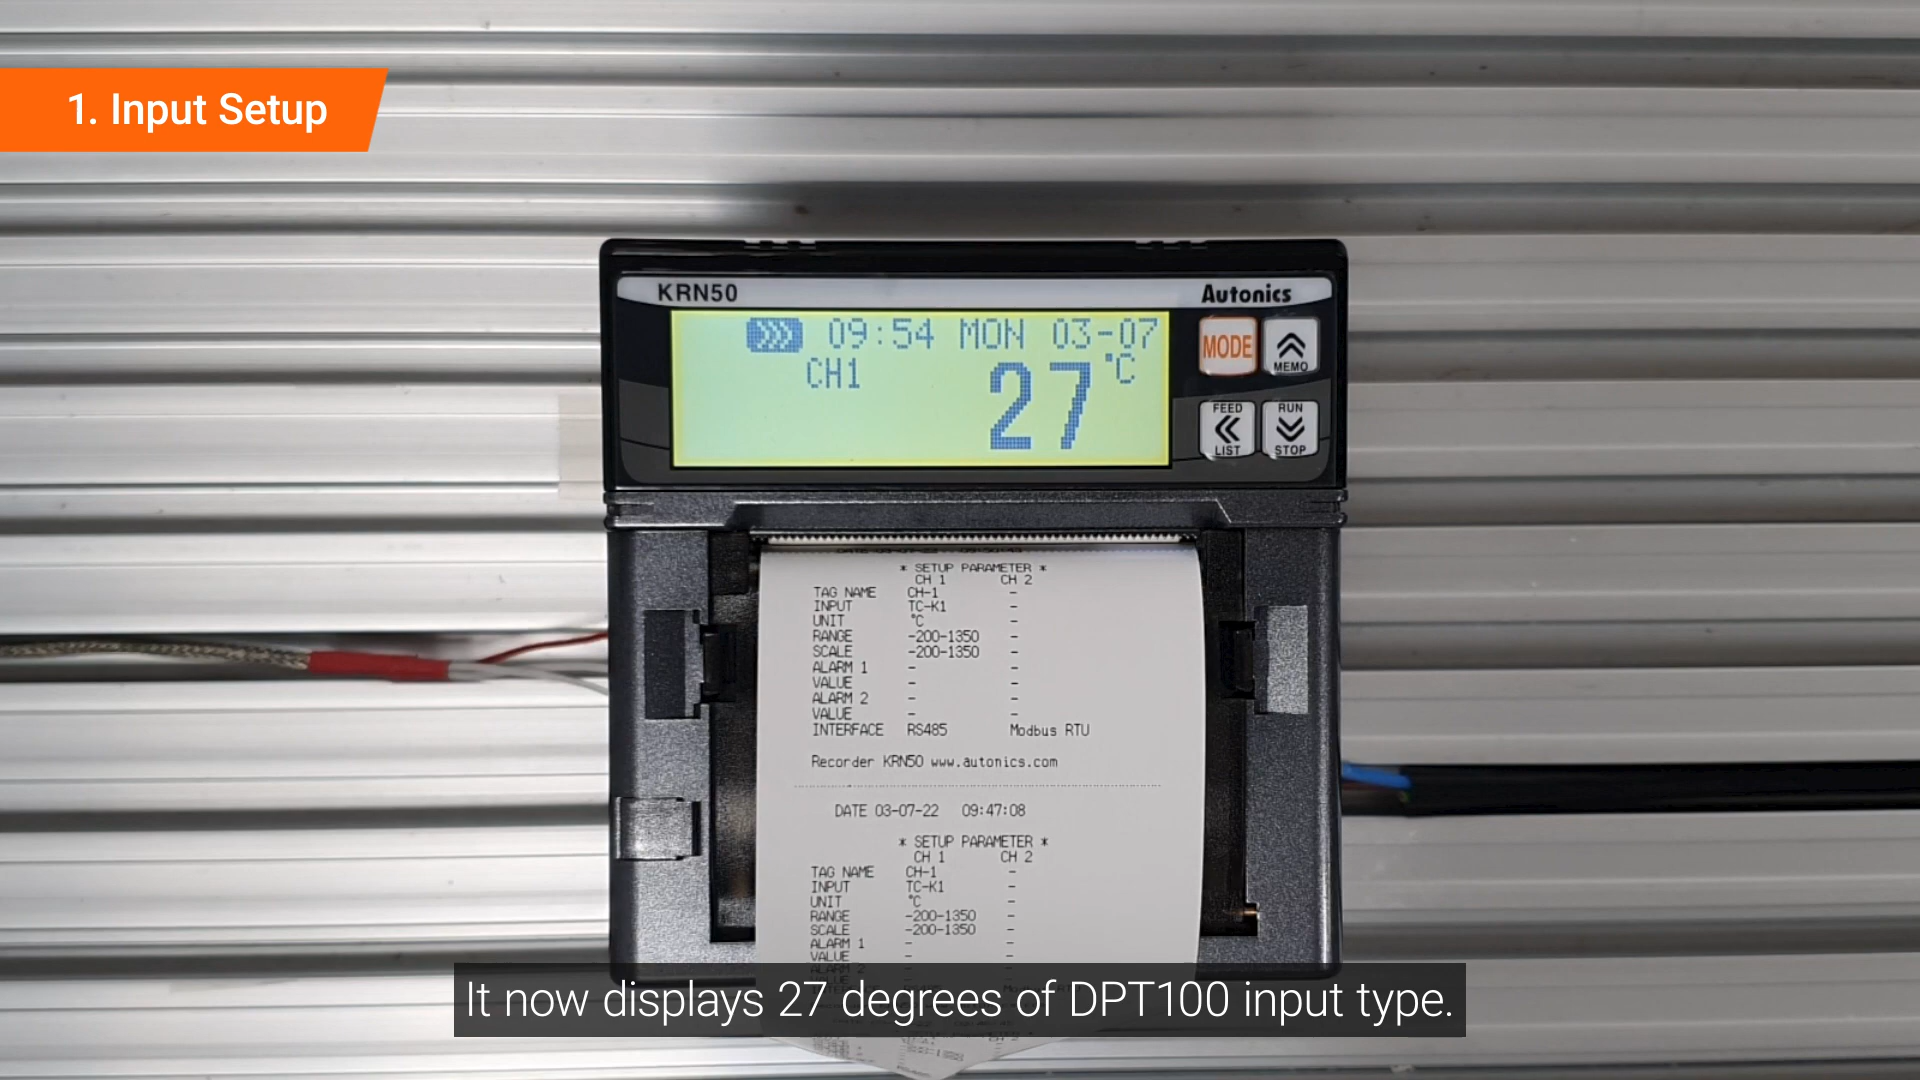 1. Input Setup
KRN50
Autonics
09:54 MON 03-07
CH1 27 °C
MODE
MEMO
FEED
LIST
RUN
STOP
* SETUP PARAMETER *
CH 1 CH 2
TAG NAME CH-1 -
INPUT TC-K1 -
UNIT °C -
RANGE -200-1350 -
SCALE -200-1350 -
ALARM 1 - -
VALUE - -
ALARM 2 - -
VALUE - -
INTERFACE RS485 Modbus RTU
Recorder KRN50 www.autonics.com
DATE 03-07-22 09:47:08
* SETUP PARAMETER *
CH 1 CH 2
TAG NAME CH-1 -
INPUT TC-K1 -
UNIT °C -
RANGE -200-1350 -
SCALE -200-1350 -
ALARM 1 - -
VALUE - -
ALARM 2
It now displays 27 degrees of DPT100 input type.